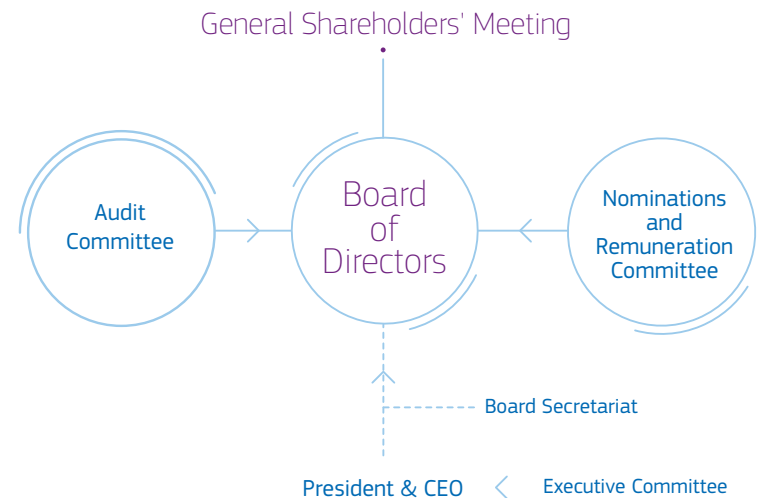 General Shareholders' Meeting
Audit
Committee
Board
of
Directors
Nominations
and
Remuneration
Committee
Board Secretariat
President & CEO
Executive Committee